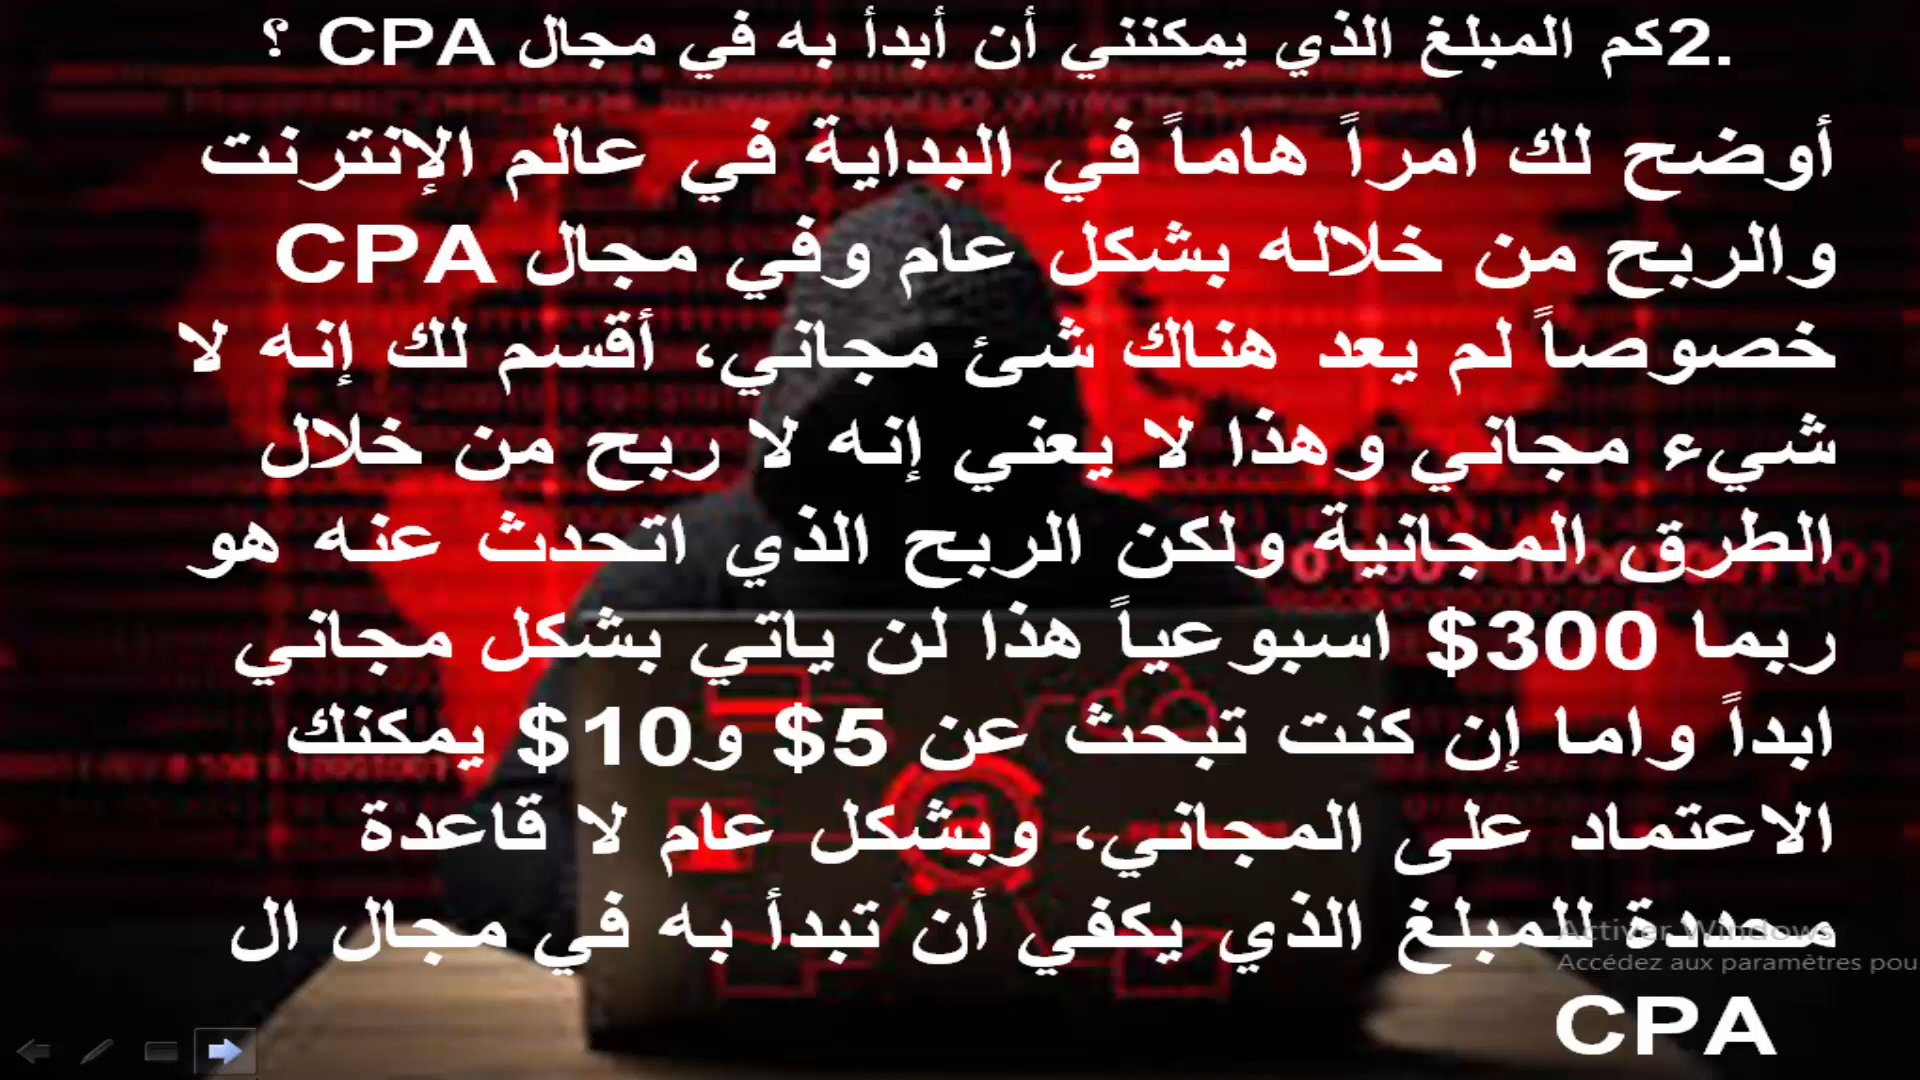 2.كم المبلغ الذي يمكنني أن أبدأ به في مجال CPA ؟
أوضح لك امراً هاماً في البداية في عالم الإنترنت
والربح من خلاله بشكل عام وفي مجال CPA
خصوصاً لم يعد هناك شئ مجاني، أقسم لك إنه لا
شيء مجاني وهذا لا يعني إنه لا ربح من خلال
الطرق المجانية ولكن الربح الذي اتحدث عنه هو
ربما 300$ اسبوعياً هذا لن ياتي بشكل مجاني
ابداً واما إن كنت تبحث عن 5$ و10$ يمكنك
الاعتماد على المجاني، وبشكل عام لا قاعدة
محددة للمبلغ الذي يكفي أن تبدأ به في مجال ال
CPA
Activer Windows
Accédez aux paramètres pou